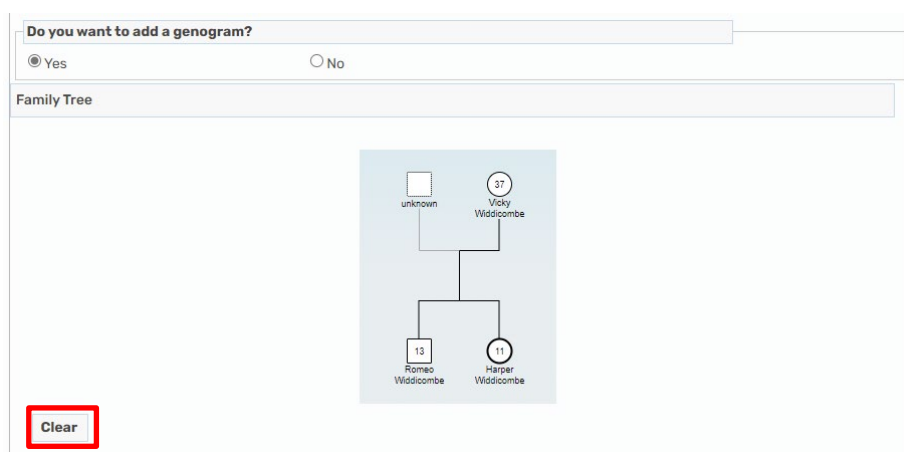 Do you want to add a genogram?
Yes No
Family Tree
37
unknown Vicky
Widdicombe
13 11
Romeo Harper
Widdicombe Widdicombe
Clear